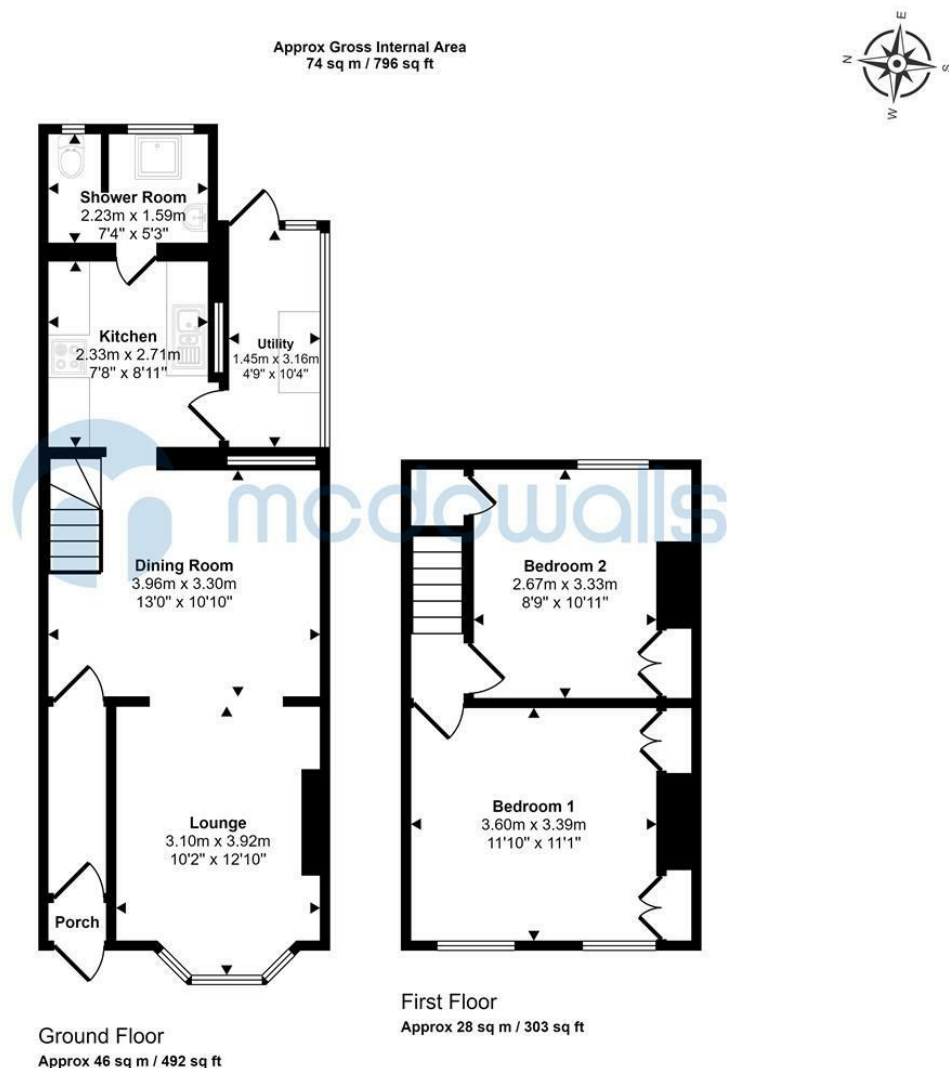 Approx Gross Internal Area
74 sq m / 796 sq ft
N
E
S
W
Shower Room
2.23m x 1.59m
7'4" x 5'3"
Kitchen
2.33m x 2.71m
7'8" x 8'11"
Utility
1.45m x 3.16m
4'9" x 10'4"
mcdowalls
Dining Room
3.96m x 3.30m
13'0" x 10'10"
Bedroom 2
2.67m x 3.33m
8'9" x 10'11"
Lounge
3.10m x 3.92m
10'2" x 12'10"
Bedroom 1
3.60m x 3.39m
11'10" x 11'1"
Porch
Ground Floor
Approx 46 sq m / 492 sq ft
First Floor
Approx 28 sq m / 303 sq ft